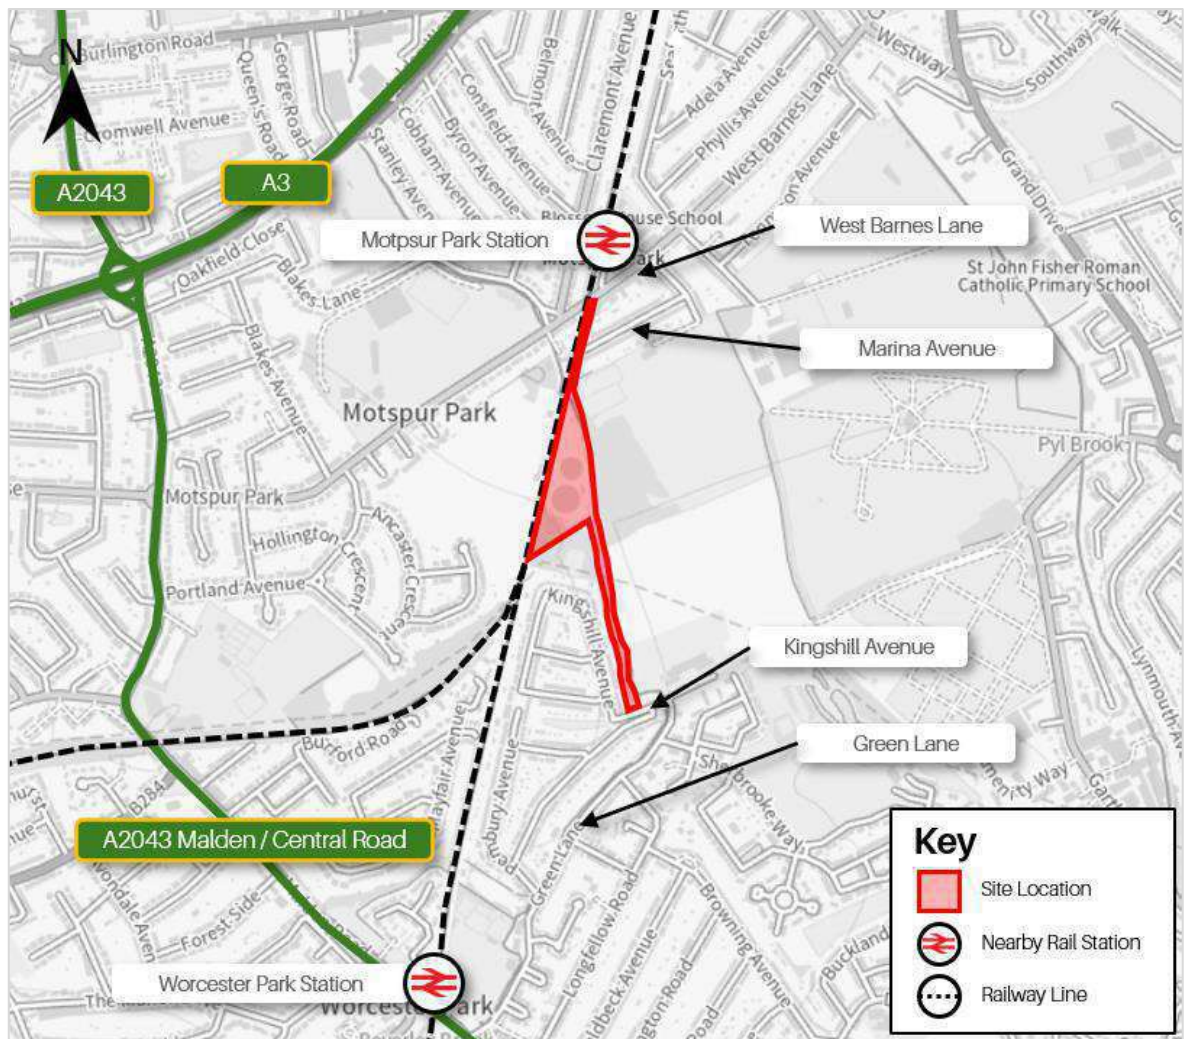 N
Burlington Road
George Road
Queens Road
Cromwell Avenue
A2043
A3
Stanley Avenue
Cobham Avenue
Byron Avenue
Consfield Avenue
Belmont Avenue
Claremont Avenue
Adela Avenue
Phyllis Avenue
West Barnes Lane
Westway
Southway
Walk
Grand Drive
Motpsur Park Station
West Barnes Lane
Oakfield Close
Blakes Lane
St John Fisher Roman
Catholic Primary School
Blakes Avenue
Marina Avenue
Motspur Park
Pyl Brook
Motspur Park
Hollington Crescent
Ancaster Crescent
Portland Avenue
Kingshill Avenue
Kingshill Avenue
Lynmouth
Burford Road
Green Lane
Sherbrooke Way
B284
A2043 Malden / Central Road
Green Lane
Forest Side
Longfellow Road
Browning Avenue
Buckland
Worcester Park Station
Key
Site Location
Nearby Rail Station
Railway Line